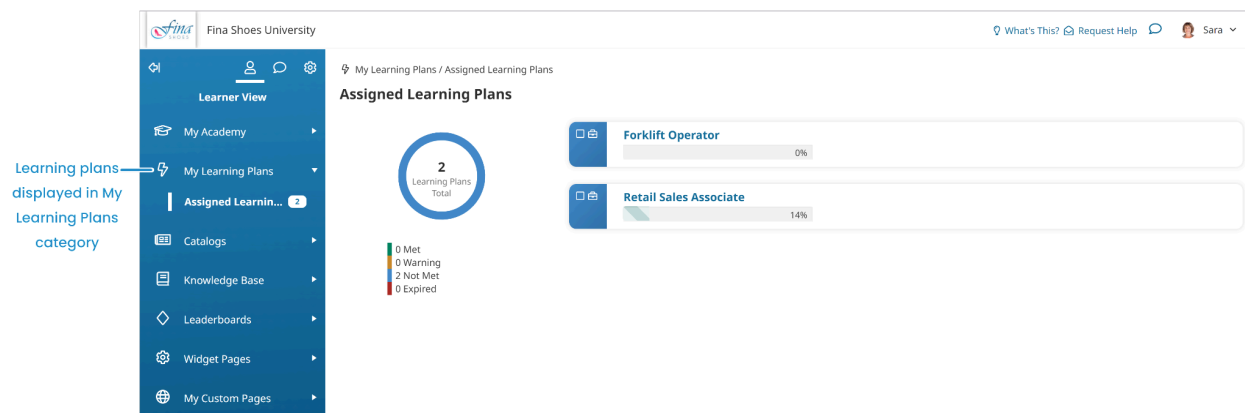 fina
SHOES
Fina Shoes University
What's This?
Request Help
Sara
Learner View
My Academy
My Learning Plans
Assigned Learnin... 2
Catalogs
Knowledge Base
Leaderboards
Widget Pages
My Custom Pages
Learning plans
displayed in My
Learning Plans
category
My Learning Plans / Assigned Learning Plans
Assigned Learning Plans
2
Learning Plans
Total
0 Met
0 Warning
2 Not Met
0 Expired
Forklift Operator
0%
Retail Sales Associate
14%